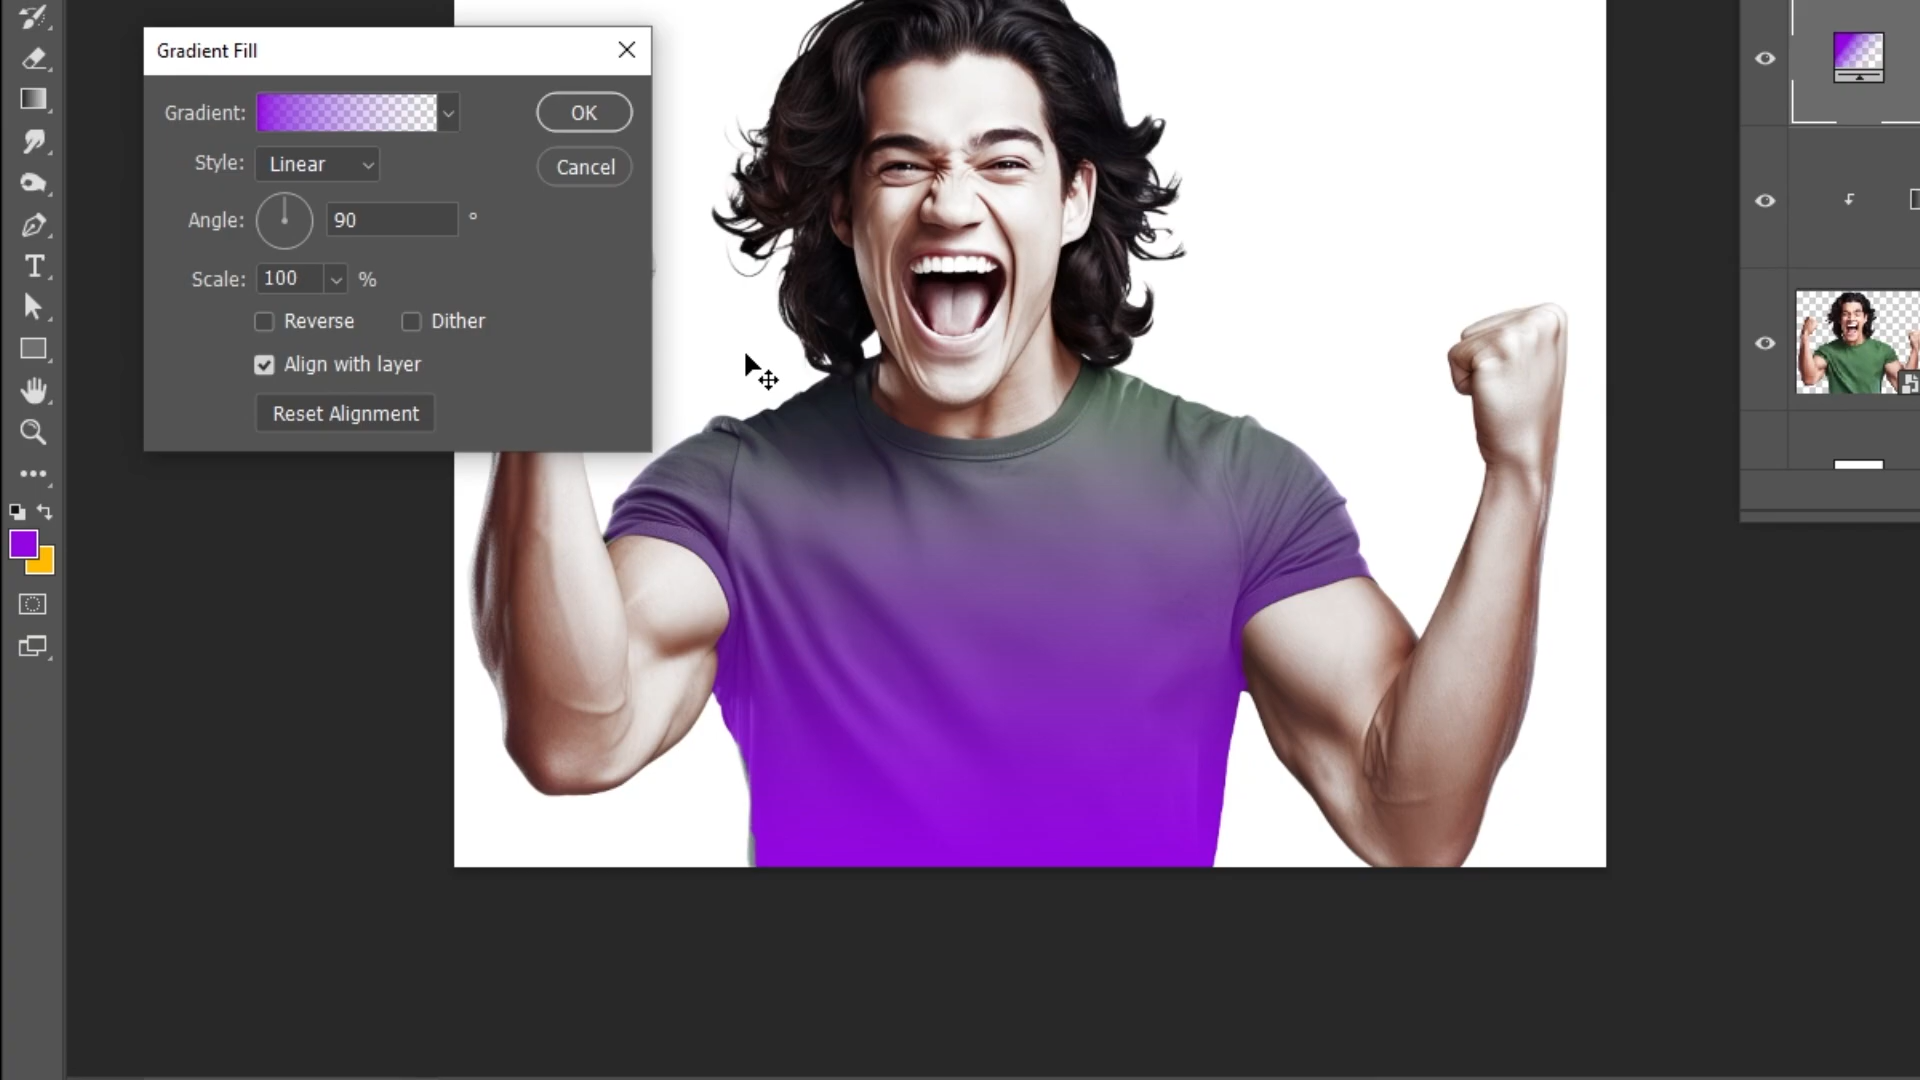 Gradient Fill
Gradient:
OK
Style: Linear
Cancel
Angle: 90 °
Scale: 100 %
Reverse Dither
Align with layer
Reset Alignment
T